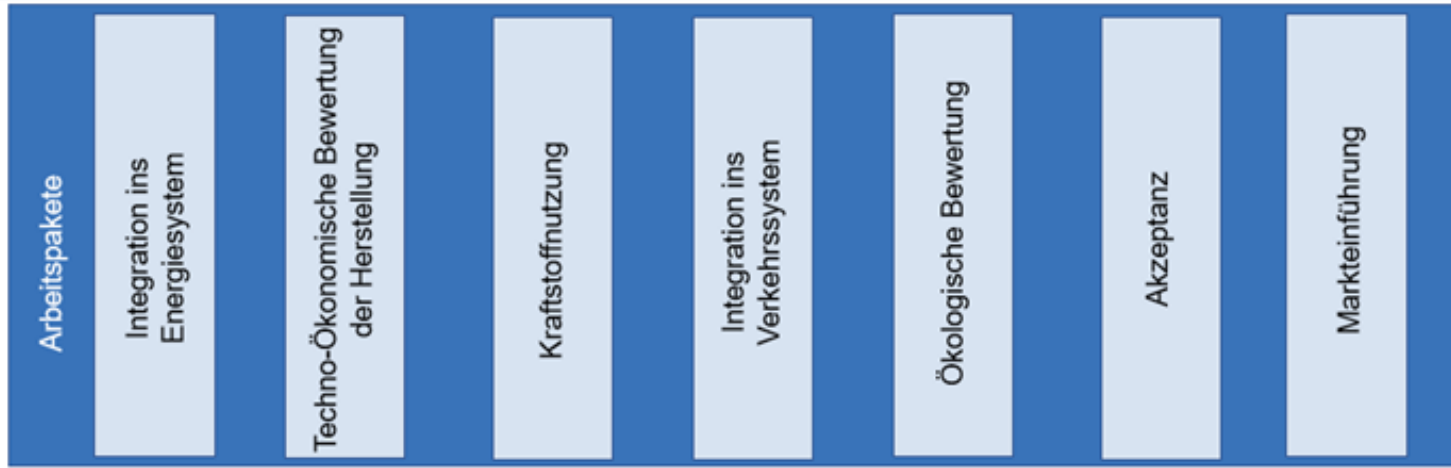 Arbeitspakete
Integration ins
Energiesystem
Techno-Ökonomische Bewertung
der Herstellung
Kraftstoffnutzung
Integration ins
Verkehrssystem
Ökologische Bewertung
Akzeptanz
Markteinführung